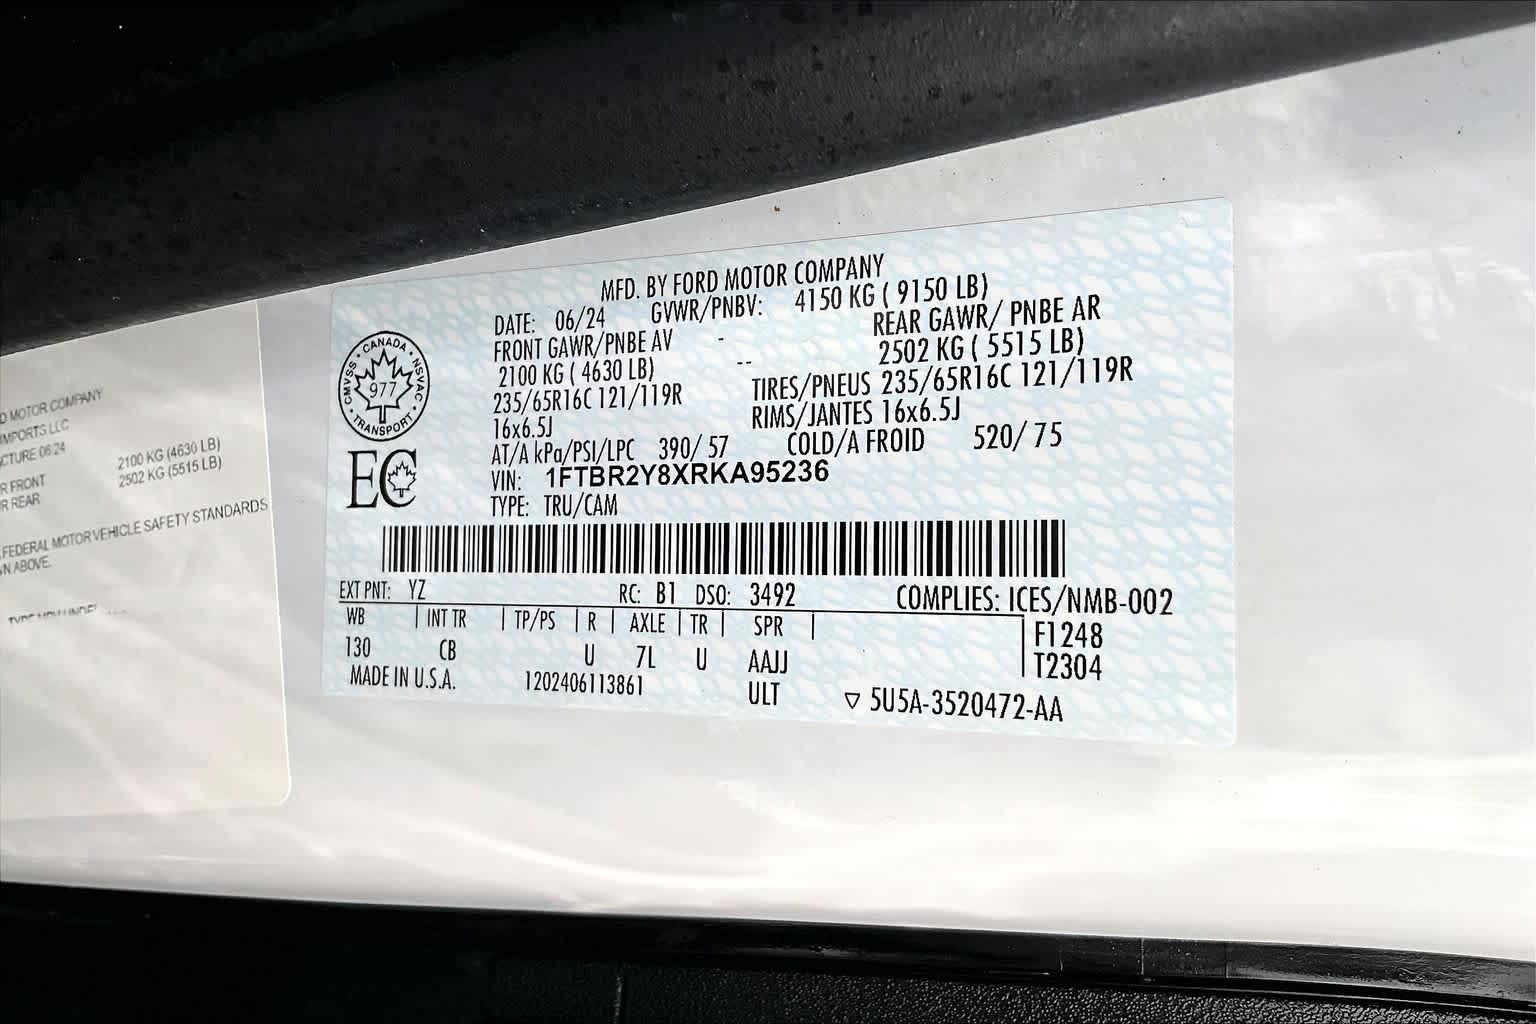 MFD. BY FORD MOTOR COMPANY
DATE: 06/24 GVWR/PNBV: 4150 KG ( 9150 LB)
FRONT GAWR/PNBE AV - REAR GAWR/ PNBE AR
2100 KG ( 4630 LB) -- 2502 KG ( 5515 LB)
235/65R16C 121/119R TIRES/PNEUS 235/65R16C 121/119R
16x6.5J RIMS/JANTES 16x6.5J
AT/A kPa/PSI/LPC 390/ 57 COLD/A FROID 520/ 75
VIN: 1FTBR2Y8XRKA95236
TYPE: TRU/CAM
CANADA
CMVSS 977 NSVAC
TRANSPORT
EC
EXT PNT: YZ RC: B1 DSO: 3492 COMPLIES: ICES/NMB-002
WB | INT TR | TP/PS | R | AXLE | TR | SPR | F1248
130 CB U 7L U AAJJ T2304
MADE IN U.S.A. 1202406113861 ULT ▽ 5U5A-3520472-AA
D MOTOR COMPANY
IMPORTS LLC
CTURE 06 24
R FRONT 2100 KG (4630 LB)
R REAR 2502 KG (5515 LB)
FEDERAL MOTOR VEHICLE SAFETY STANDARDS
N ABOVE.